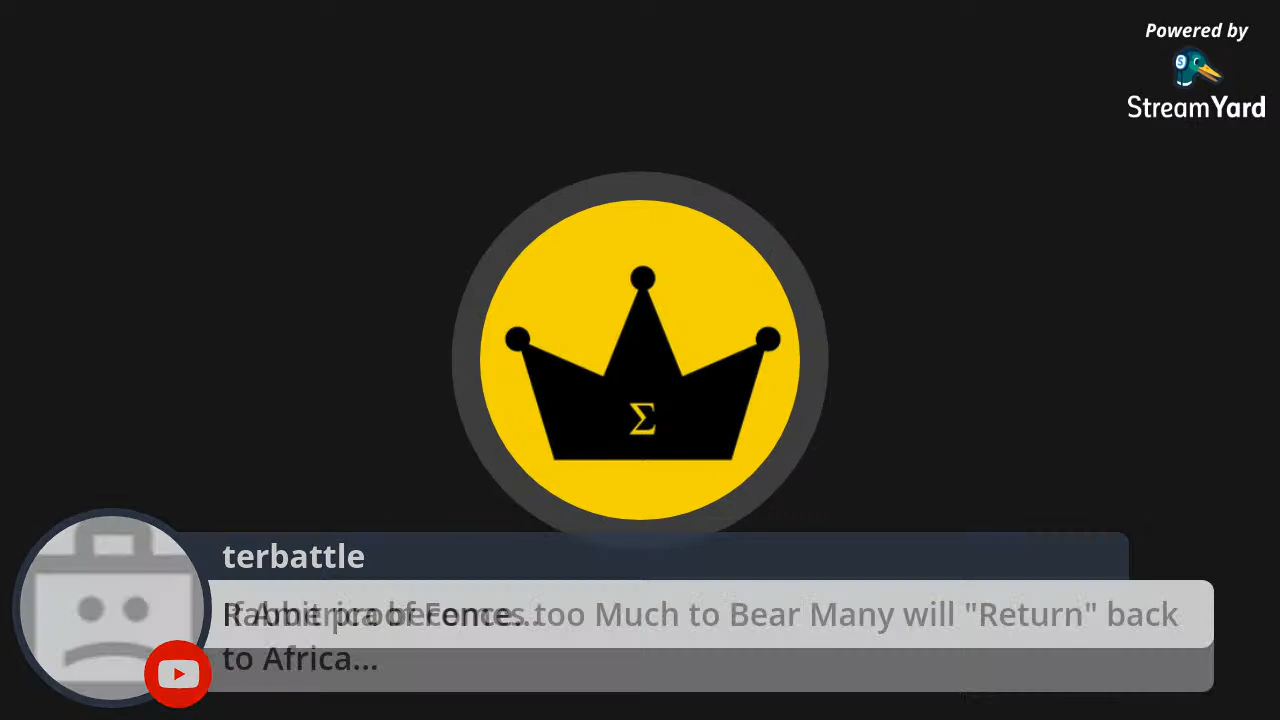 Powered by
StreamYard
Σ
terbattle
too Much to Bear Many will "Return" back
to Africa...